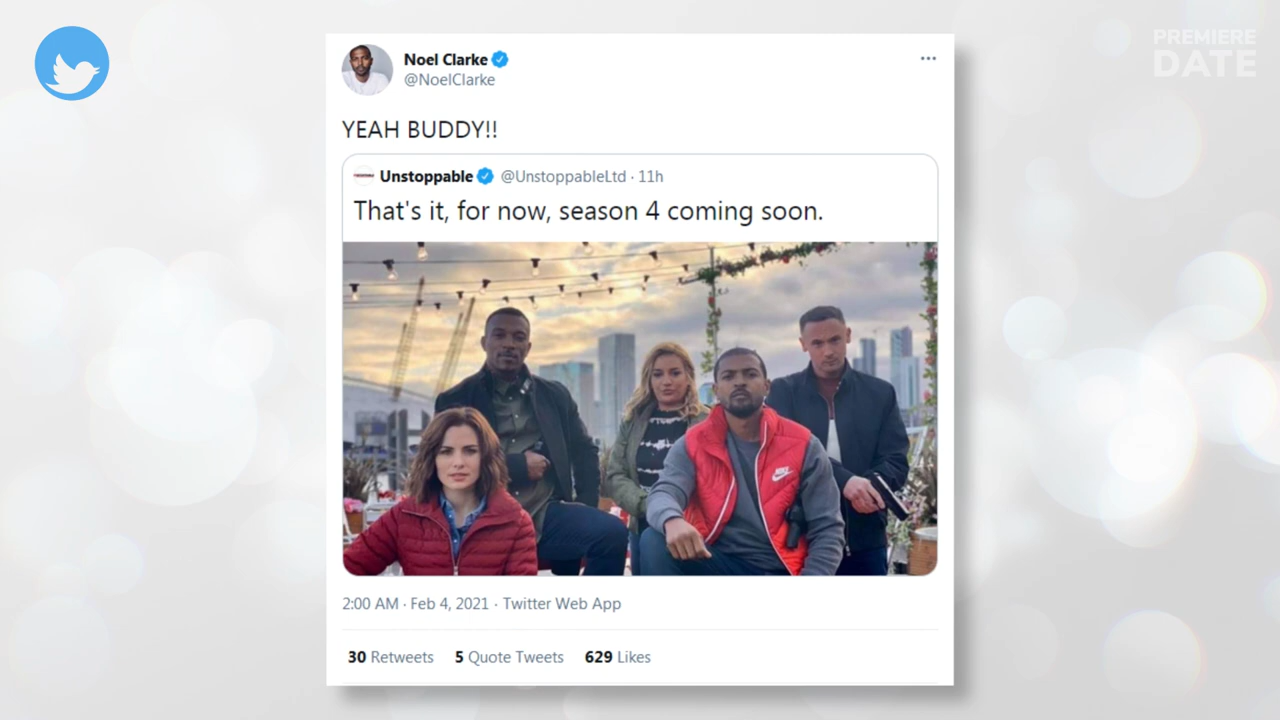 PREMIERE
DATE
Noel Clarke
@NoelClarke
YEAH BUDDY!!
Unstoppable @UnstoppableLtd · 11h
That's it, for now, season 4 coming soon.
NIKE
2:00 AM · Feb 4, 2021 · Twitter Web App
30 Retweets 5 Quote Tweets 629 Likes